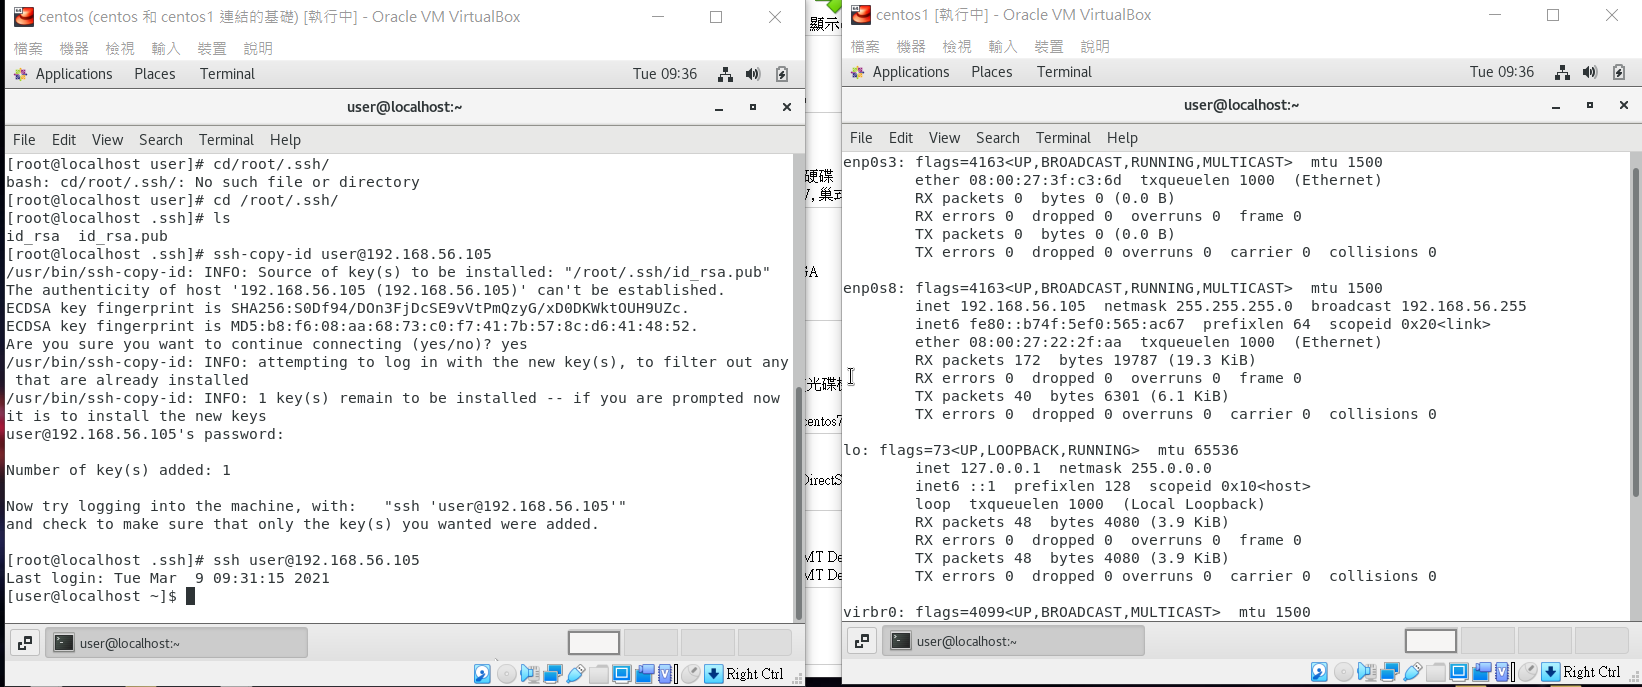 centos (centos 和 centos1 連結的基礎) [執行中] - Oracle VM VirtualBox
檔案 機器 檢視 輸入 裝置 說明
Applications Places Terminal Tue 09:36
user@localhost:~
File Edit View Search Terminal Help
[root@localhost user]# cd/root/.ssh/
bash: cd/root/.ssh/: No such file or directory
[root@localhost user]# cd /root/.ssh/
[root@localhost .ssh]# ls
id_rsa  id_rsa.pub
[root@localhost .ssh]# ssh-copy-id user@192.168.56.105
/usr/bin/ssh-copy-id: INFO: Source of key(s) to be installed: "/root/.ssh/id_rsa.pub"
The authenticity of host '192.168.56.105 (192.168.56.105)' can't be established.
ECDSA key fingerprint is SHA256:S0Df94/DOn3FjDcSE9vVtPmQzyG/xD0DKWktOUH9UZc.
ECDSA key fingerprint is MD5:b8:f6:08:aa:68:73:c0:f7:41:7b:57:8c:d6:41:48:52.
Are you sure you want to continue connecting (yes/no)? yes
/usr/bin/ssh-copy-id: INFO: attempting to log in with the new key(s), to filter out any
 that are already installed
/usr/bin/ssh-copy-id: INFO: 1 key(s) remain to be installed -- if you are prompted now
it is to install the new keys
user@192.168.56.105's password:
Number of key(s) added: 1
Now try logging into the machine, with:   "ssh 'user@192.168.56.105'"
and check to make sure that only the key(s) you wanted were added.
[root@localhost .ssh]# ssh user@192.168.56.105
Last login: Tue Mar  9 09:31:15 2021
[user@localhost ~]$
user@localhost:~
Right Ctrl
顯示
硬碟
光碟
centos7
MT De
MT De
centos1 [執行中] - Oracle VM VirtualBox
檔案 機器 檢視 輸入 裝置 說明
Applications Places Terminal Tue 09:36
user@localhost:~
File Edit View Search Terminal Help
enp0s3: flags=4163<UP,BROADCAST,RUNNING,MULTICAST>  mtu 1500
        ether 08:00:27:3f:c3:6d  txqueuelen 1000  (Ethernet)
        RX packets 0  bytes 0 (0.0 B)
        RX errors 0  dropped 0  overruns 0  frame 0
        TX packets 0  bytes 0 (0.0 B)
        TX errors 0  dropped 0 overruns 0  carrier 0  collisions 0
enp0s8: flags=4163<UP,BROADCAST,RUNNING,MULTICAST>  mtu 1500
        inet 192.168.56.105  netmask 255.255.255.0  broadcast 192.168.56.255
        inet6 fe80::b74f:5ef0:565:ac67  prefixlen 64  scopeid 0x20<link>
        ether 08:00:27:22:2f:aa  txqueuelen 1000  (Ethernet)
        RX packets 172  bytes 19787 (19.3 KiB)
        RX errors 0  dropped 0  overruns 0  frame 0
        TX packets 40  bytes 6301 (6.1 KiB)
        TX errors 0  dropped 0 overruns 0  carrier 0  collisions 0
lo: flags=73<UP,LOOPBACK,RUNNING>  mtu 65536
        inet 127.0.0.1  netmask 255.0.0.0
        inet6 ::1  prefixlen 128  scopeid 0x10<host>
        loop  txqueuelen 1000  (Local Loopback)
        RX packets 48  bytes 4080 (3.9 KiB)
        RX errors 0  dropped 0  overruns 0  frame 0
        TX packets 48  bytes 4080 (3.9 KiB)
        TX errors 0  dropped 0 overruns 0  carrier 0  collisions 0
virbr0: flags=4099<UP,BROADCAST,MULTICAST>  mtu 1500
user@localhost:~
Right Ctrl